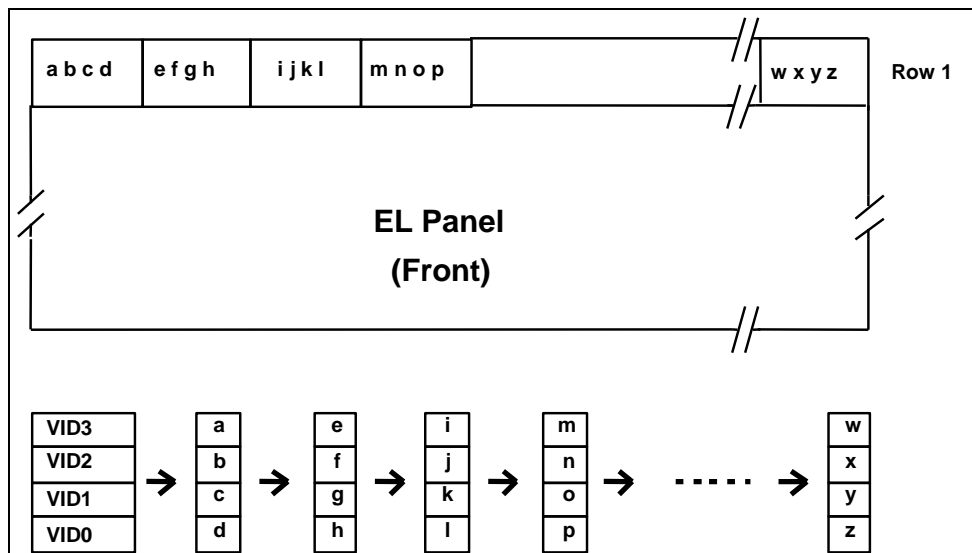 a b c d e f g h i j k l m n o p w x y z Row 1
EL Panel
(Front)
VID3 a e i m w
VID2 b f j n x
VID1 c g k o y
VID0 d h l p z